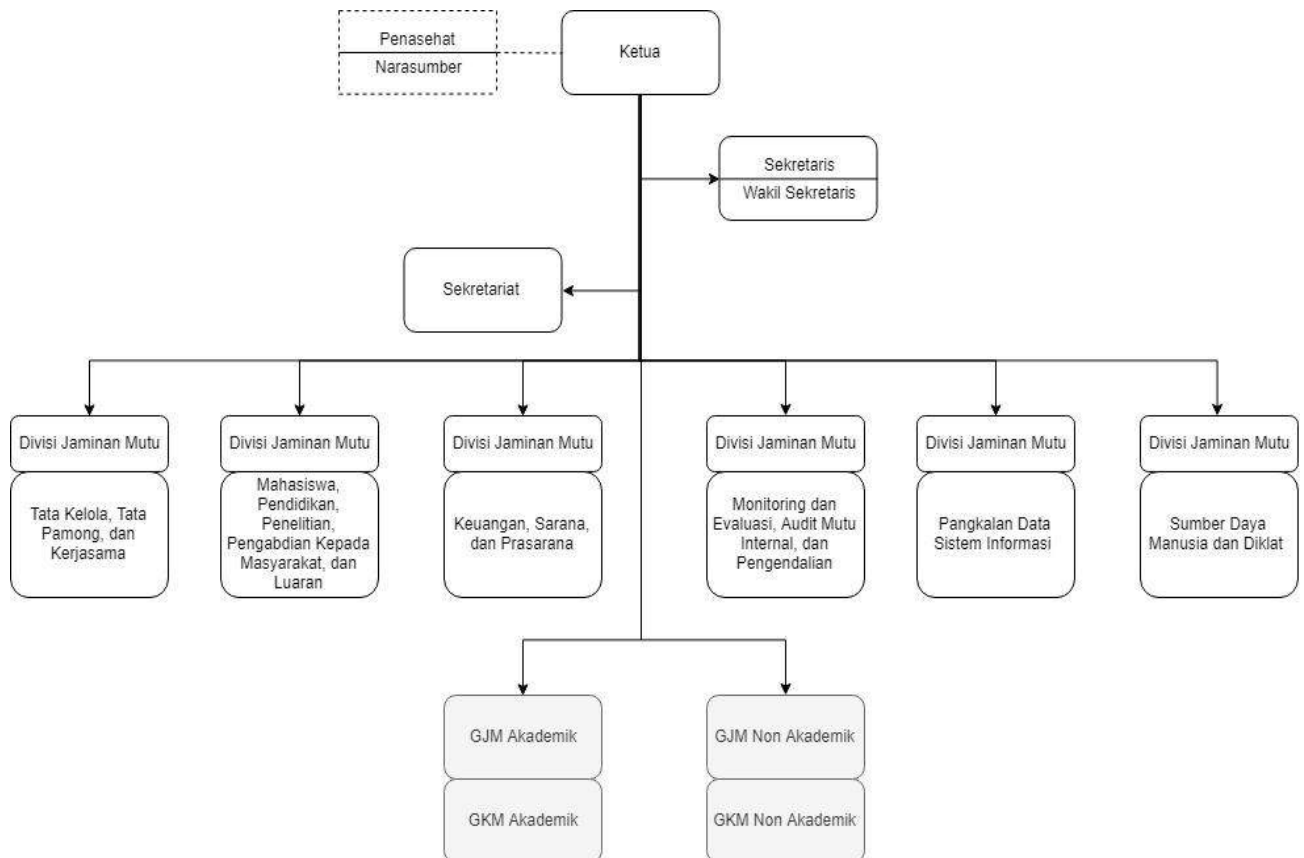 Penasehat
Narasumber
Ketua
Sekretaris
Wakil Sekretaris
Sekretariat
Divisi Jaminan Mutu
Tata Kelola, Tata
Pamong, dan
Kerjasama
Divisi Jaminan Mutu
Mahasiswa,
Pendidikan,
Penelitian,
Pengabdian Kepada
Masyarakat, dan
Luaran
Divisi Jaminan Mutu
Keuangan, Sarana,
dan Prasarana
Divisi Jaminan Mutu
Monitoring dan
Evaluasi, Audit Mutu
Internal, dan
Pengendalian
Divisi Jaminan Mutu
Pangkalan Data
Sistem Informasi
Divisi Jaminan Mutu
Sumber Daya
Manusia dan Diklat
GJM Akademik
GKM Akademik
GJM Non Akademik
GKM Non Akademik